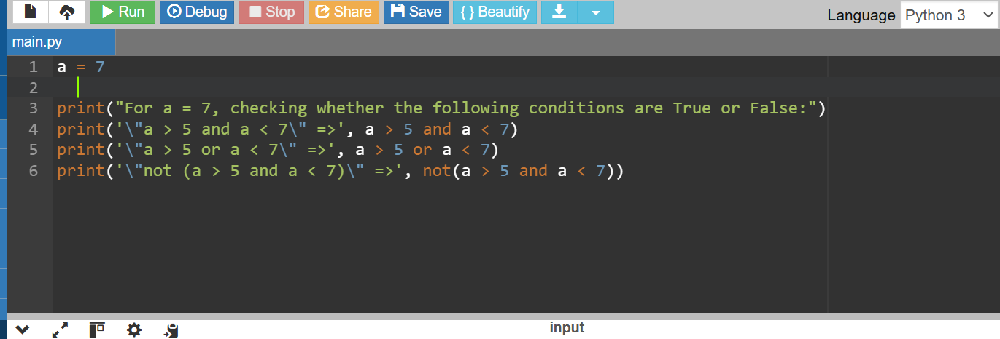 Run Debug Stop Share Save { } Beautify
Language Python 3
main.py
1 a = 7
2
3 print("For a = 7, checking whether the following conditions are True or False:")
4 print('\"a > 5 and a < 7\" =>', a > 5 and a < 7)
5 print('\"a > 5 or a < 7\" =>', a > 5 or a < 7)
6 print('\"not (a > 5 and a < 7)\" =>', not(a > 5 and a < 7))
input